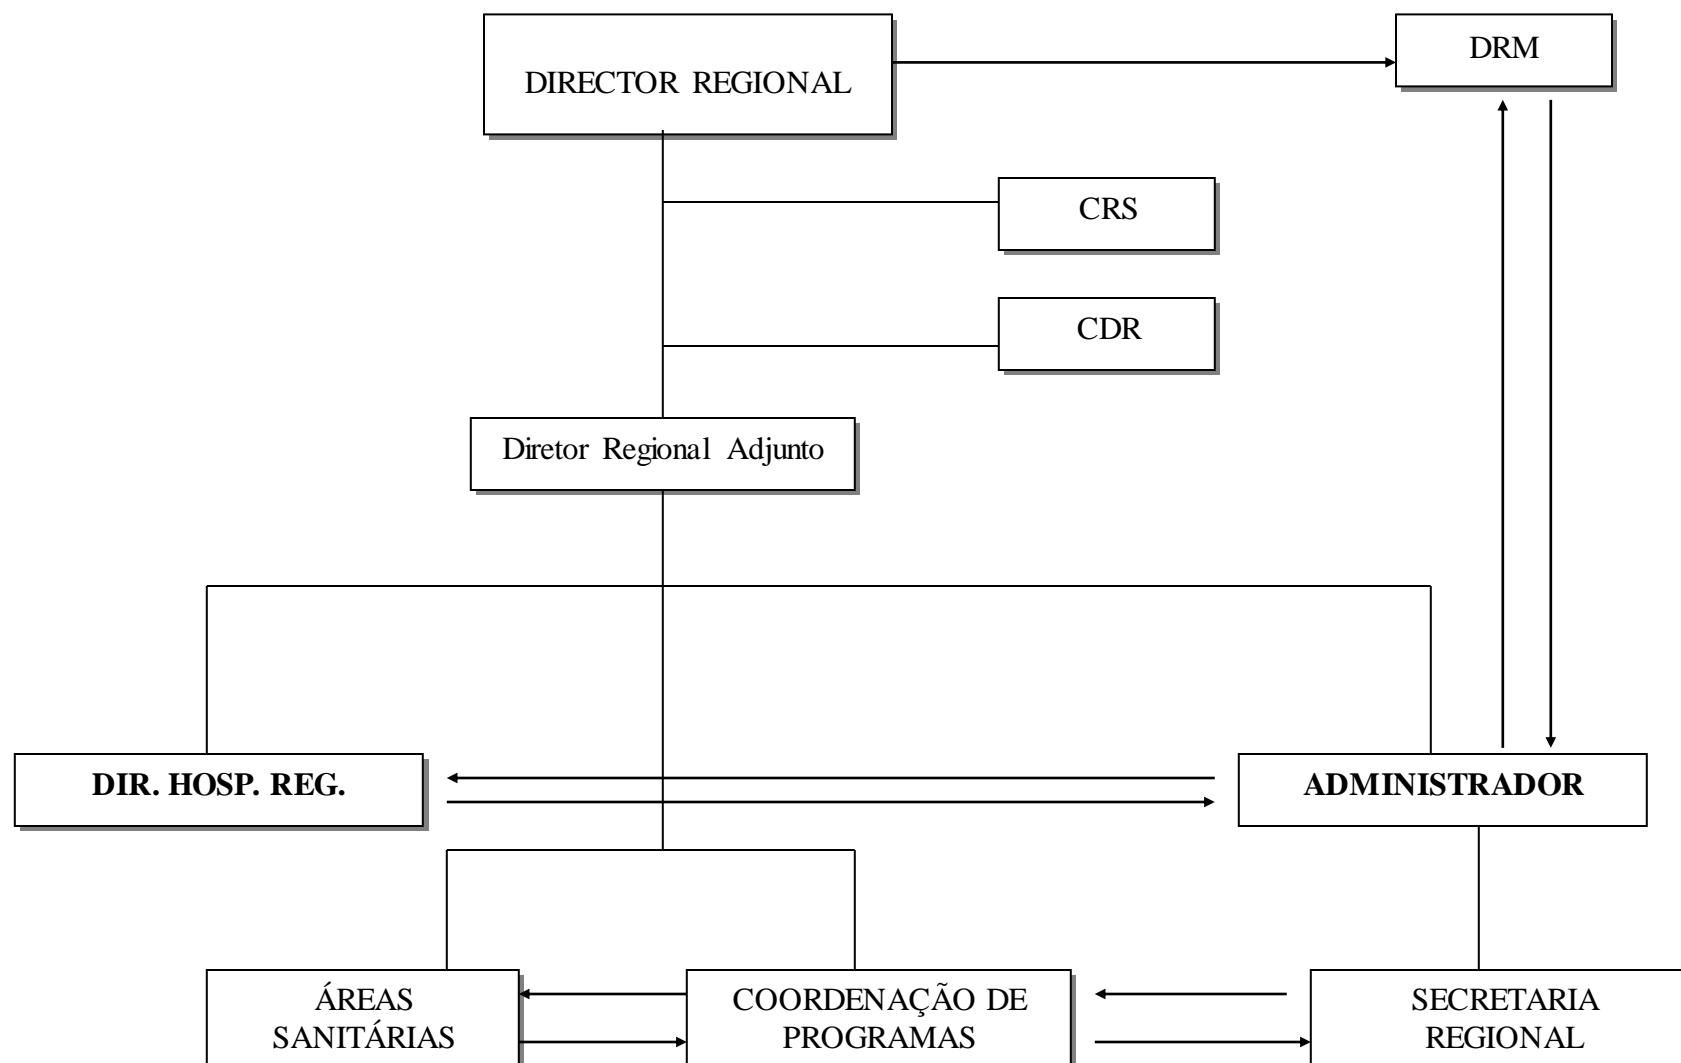 DIRECTOR REGIONAL
DRM
CRS
CDR
Diretor Regional Adjunto
DIR. HOSP. REG.
ADMINISTRADOR
ÁREAS
SANITÁRIAS
COORDENAÇÃO DE
PROGRAMAS
SECRETARIA
REGIONAL